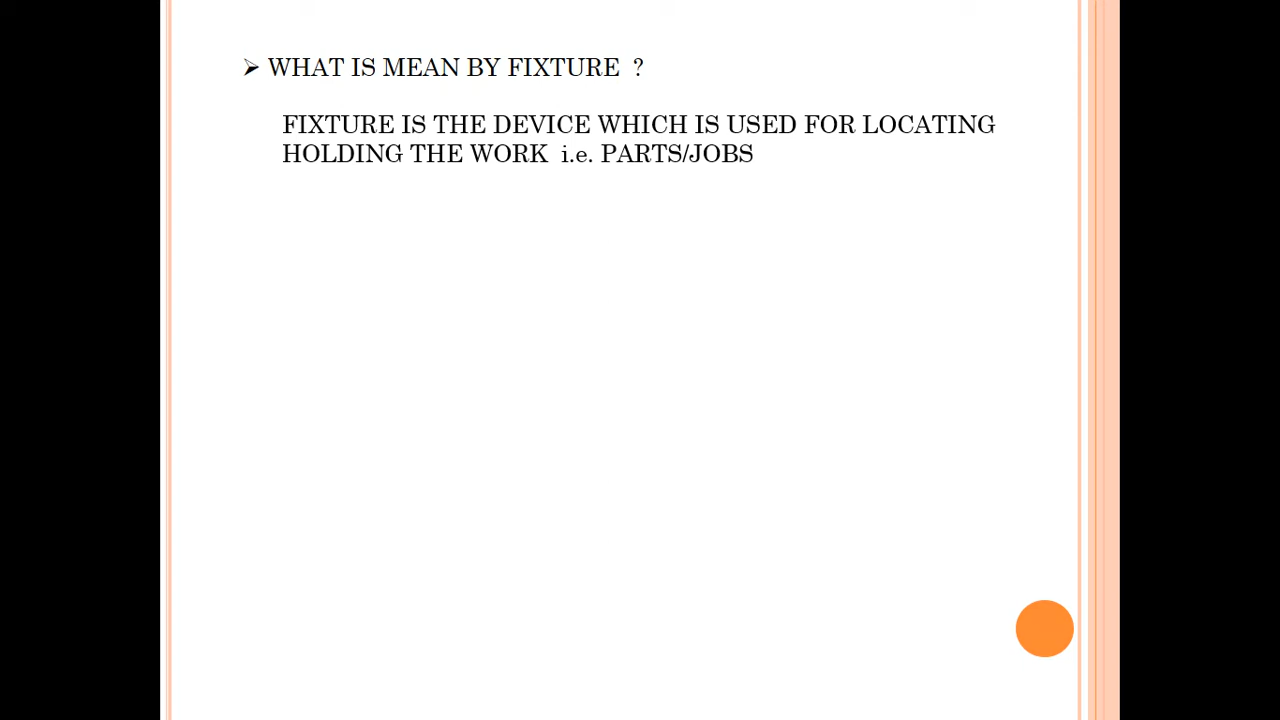 ➢ WHAT IS MEAN BY FIXTURE ?
FIXTURE IS THE DEVICE WHICH IS USED FOR LOCATING
HOLDING THE WORK i.e. PARTS/JOBS